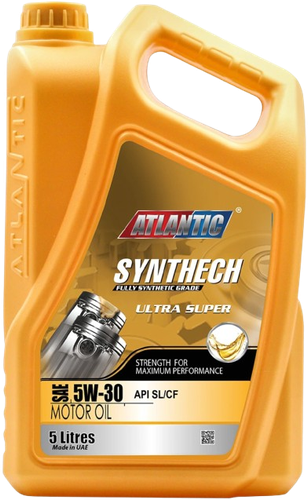 ATLANTIC
ATLANTIC®
SYNTHECH
FULLY SYNTHETIC GRADE
ULTRA SUPER
STRENGTH FOR
MAXIMUM PERFORMANCE
SAE 5W-30 API SL/CF
MOTOR OIL
5 Litres
Made in UAE